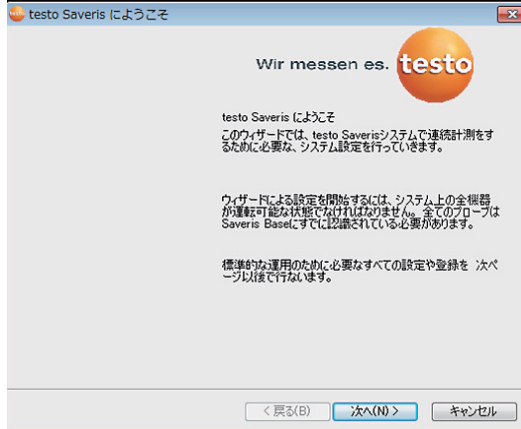 testo Saveris にようこそ
Wir messen es. testo
testo Saveris にようこそ
このウィザードでは、testo Saverisシステムで連続計測をす
るために必要な、システム設定を行っていきます。
ウィザードによる設定を開始するには、システム上の全機器
が運転可能な状態でなければなりません。全てのプローブは
Saveris Baseにすでに認識されている必要があります。
標準的な運用のために必要なすべての設定や登録を 次ペ
ージ以後で行ないます。
< 戻る(B) 次へ(N) > キャンセル